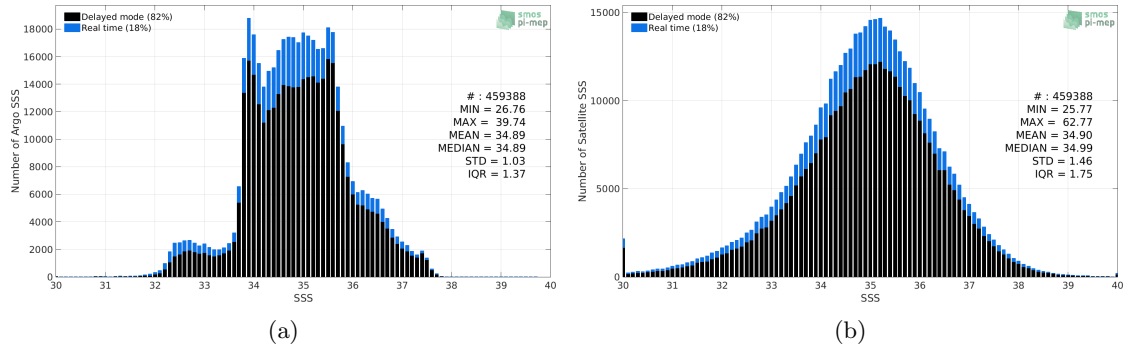 Delayed mode (82%)
Real time (18%)
smos
pi-mep
Number of Argo SSS
18000
16000
14000
12000
10000
8000
6000
4000
2000
0
# : 459388
MIN = 26.76
MAX = 39.74
MEAN = 34.89
MEDIAN = 34.89
STD = 1.03
IQR = 1.37
30 31 32 33 34 35 36 37 38 39 40
SSS
(a)
Delayed mode (82%)
Real time (18%)
smos
pi-mep
Number of Satellite SSS
15000
10000
5000
0
# : 459388
MIN = 25.77
MAX = 62.77
MEAN = 34.90
MEDIAN = 34.99
STD = 1.46
IQR = 1.75
30 31 32 33 34 35 36 37 38 39 40
SSS
(b)